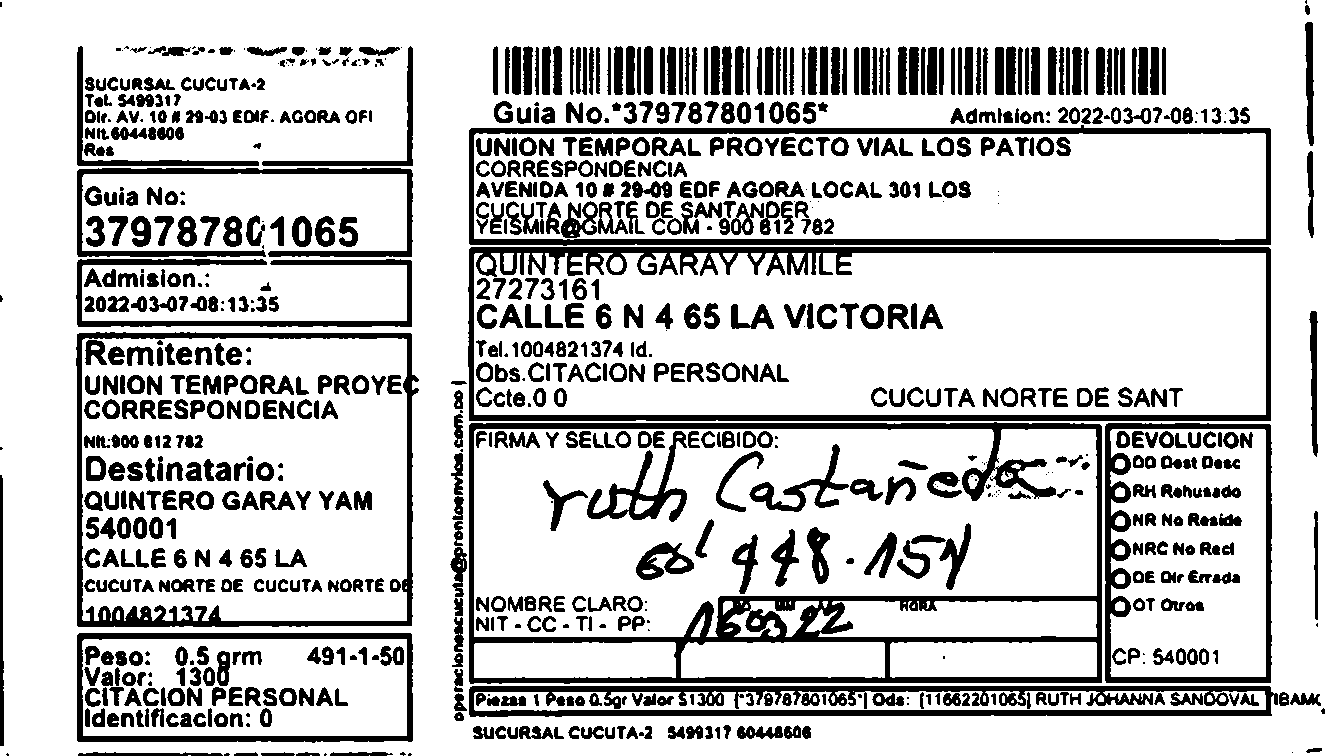 SUCURSAL CUCUTA-2
Tel. 5499317
Dir. AV. 10 # 29-03 EDIF. AGORA OFI
Nit.60448606
Res
Guia No:
379787801065
Admision.:
2022-03-07-08:13:35
Remitente:
UNION TEMPORAL PROYEC
CORRESPONDENCIA
Nit:900 612 782
Destinatario:
QUINTERO GARAY YAM
540001
CALLE 6 N 4 65 LA
CUCUTA NORTE DE CUCUTA NORTE DE
1004821374
Peso: 0.5 grm 491-1-50
Valor: 1300
CITACION PERSONAL
Identificacion: 0
operacionescucuta@prontoenvios.com.co |
Guia No.*379787801065* Admision: 2022-03-07-08:13:35
UNION TEMPORAL PROYECTO VIAL LOS PATIOS
CORRESPONDENCIA
AVENIDA 10 # 29-09 EDF AGORA LOCAL 301 LOS
CUCUTA NORTE DE SANTANDER
YEISMIR@GMAIL COM - 900 612 782
QUINTERO GARAY YAMILE
27273161
CALLE 6 N 4 65 LA VICTORIA
Tel.1004821374 Id.
Obs.CITACION PERSONAL
Ccte.0 0 CUCUTA NORTE DE SANT
FIRMA Y SELLO DE RECIBIDO:
ruth Castañeda
60'448.154
NOMBRE CLARO:
NIT - CC - TI - PP:
MM HORA
160322
DEVOLUCION
DD Dest Desc
RH Rehusado
NR No Reside
NRC No Recl
DE Dir Errada
OT Otros
CP: 540001
Piezas 1 Peso 0.5gr Valor $1300 [*379787801065*] Ods: [11662201065] RUTH JOHANNA SANDOVAL TIBAMO
SUCURSAL CUCUTA-2 5499317 60448606